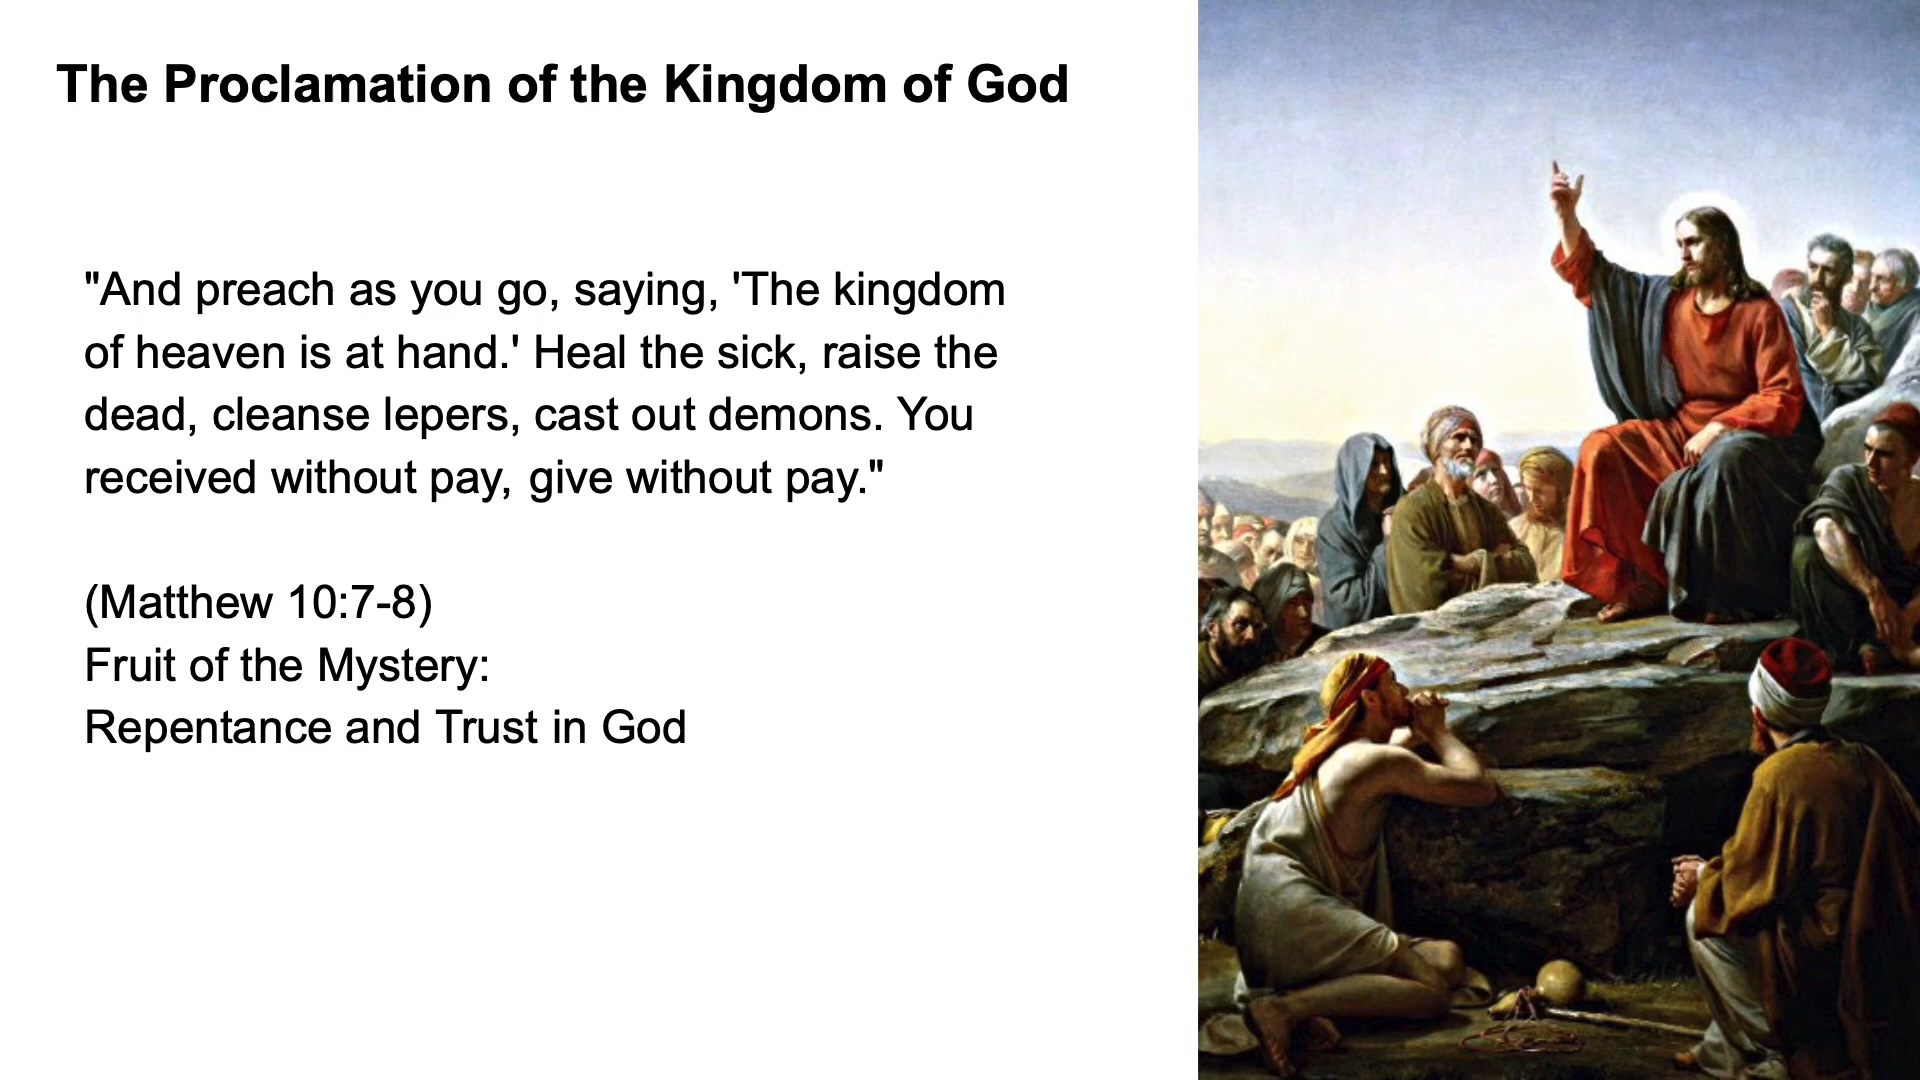 The Proclamation of the Kingdom of God
"And preach as you go, saying, 'The kingdom
of heaven is at hand.' Heal the sick, raise the
dead, cleanse lepers, cast out demons. You
received without pay, give without pay."
(Matthew 10:7-8)
Fruit of the Mystery:
Repentance and Trust in God